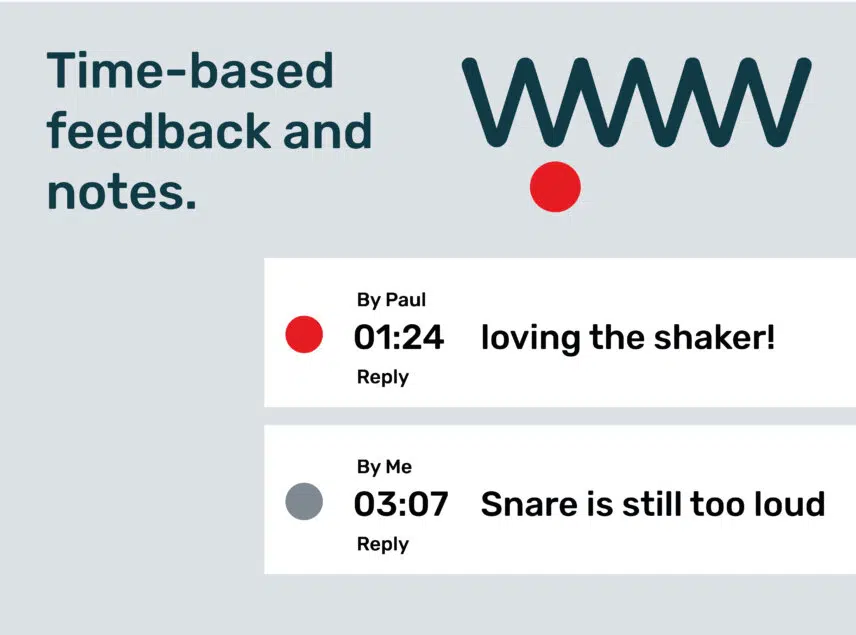 Time-based
feedback and
notes.
By Paul
01:24 loving the shaker!
Reply
By Me
03:07 Snare is still too loud
Reply